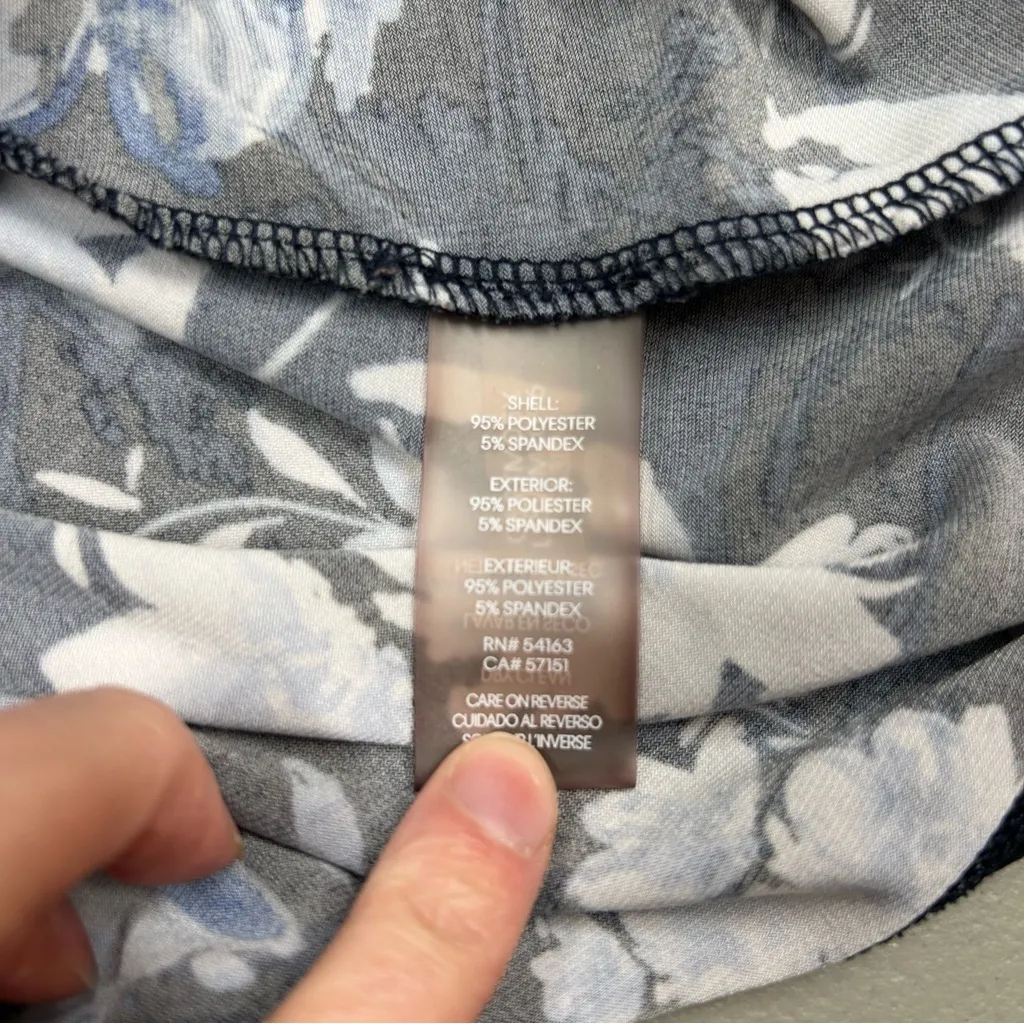 SHELL:
95% POLYESTER
5% SPANDEX
EXTERIOR:
95% POLIESTER
5% SPANDEX
EXTERIEUR:
95% POLYESTER
5% SPANDEX
RN# 54163
CA# 57151
CARE ON REVERSE
CUIDADO AL REVERSO
L'INVERSE